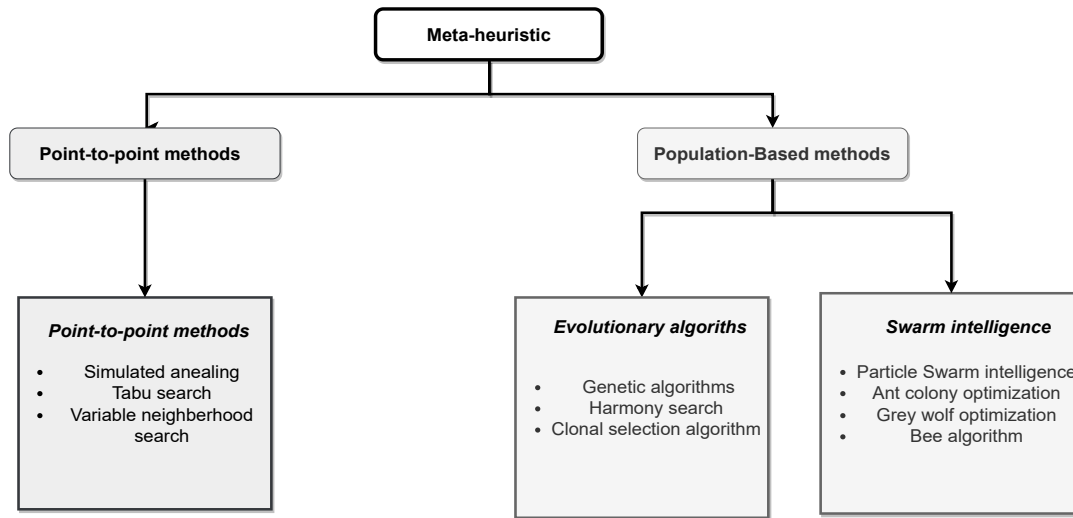 Meta-heuristic
Point-to-point methods
Population-Based methods
Point-to-point methods
• Simulated anealing
• Tabu search
• Variable neighberhood
search
Evolutionary algoriths
• Genetic algorithms
• Harmony search
• Clonal selection algorithm
Swarm intelligence
• Particle Swarm intelligence
• Ant colony optimization
• Grey wolf optimization
• Bee algorithm